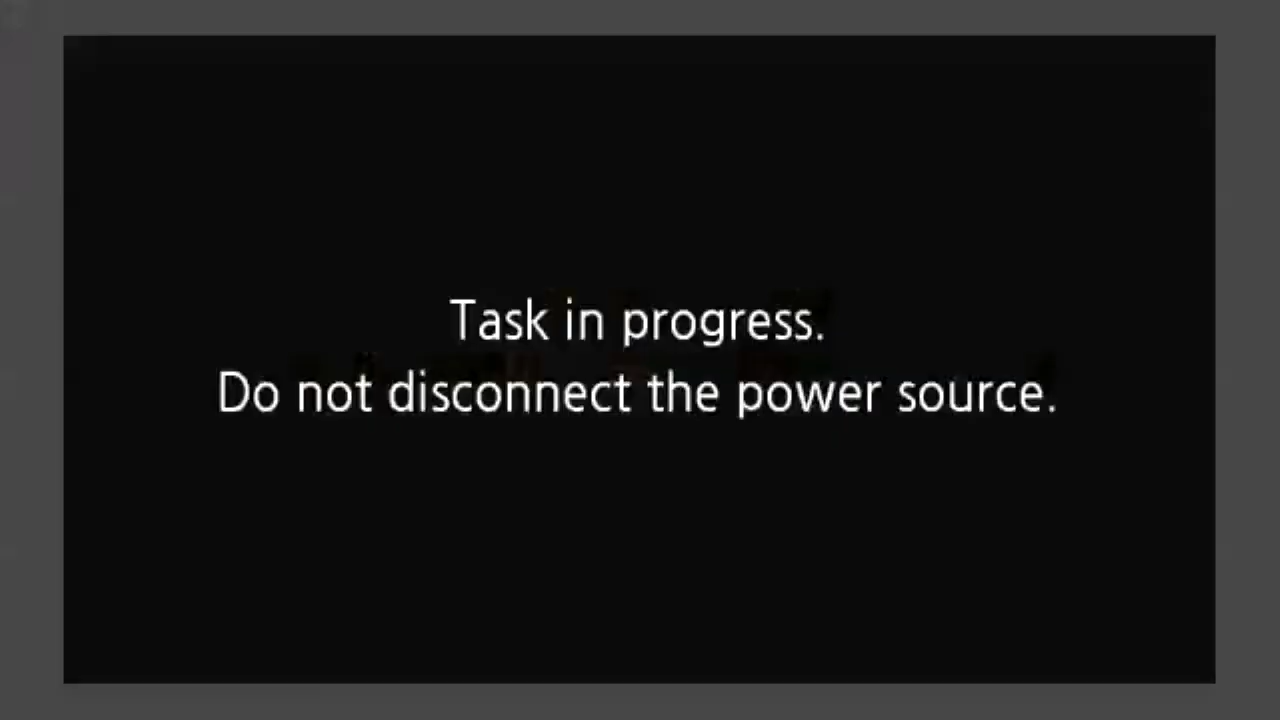 Task in progress.
Do not disconnect the power source.